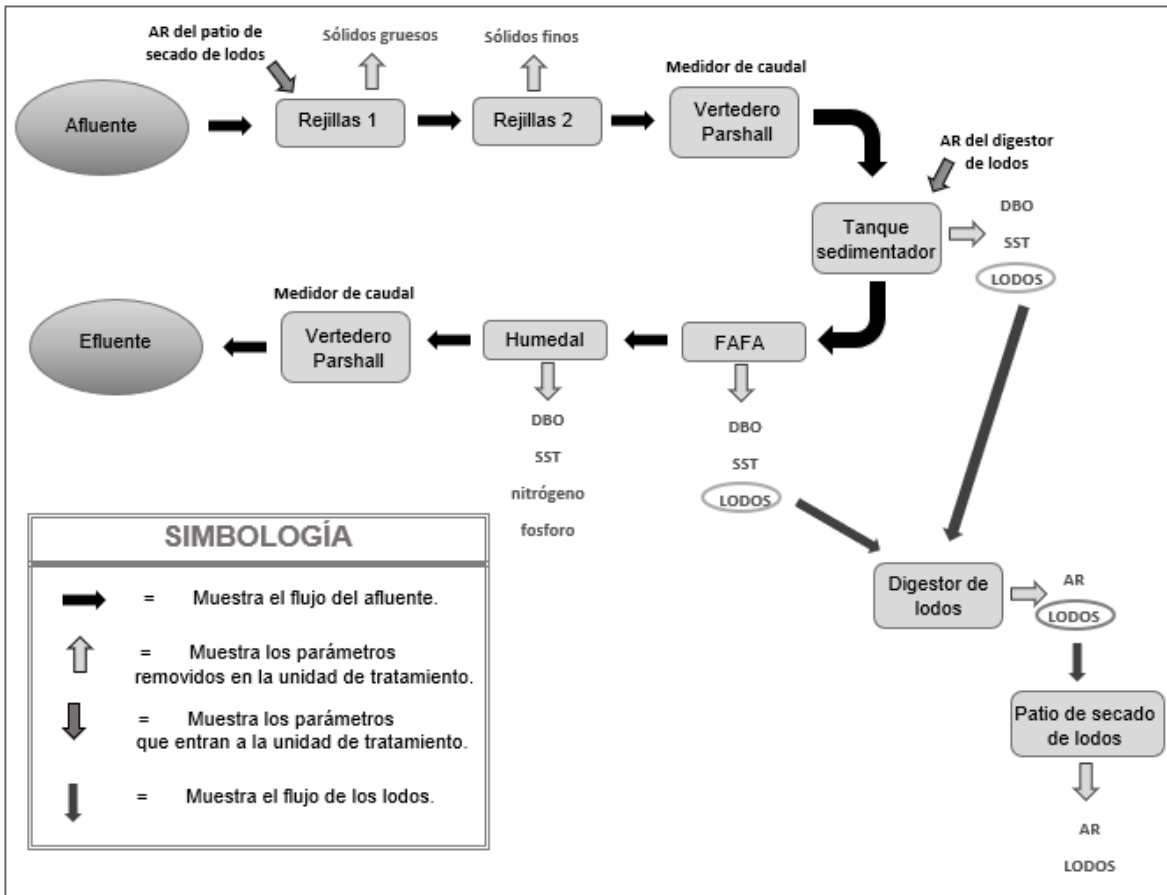 AR del patio de
secado de lodos
Sólidos gruesos
Sólidos finos
Medidor de caudal
Afluente
Rejillas 1
Rejillas 2
Vertedero
Parshall
AR del digestor
de lodos
Tanque
sedimentador
DBO
SST
LODOS
Medidor de caudal
Efluente
Vertedero
Parshall
Humedal
FAFA
DBO
SST
nitrógeno
fosforo
DBO
SST
LODOS
Digestor de
lodos
AR
LODOS
Patio de secado
de lodos
AR
LODOS
SIMBOLOGÍA
= Muestra el flujo del afluente.
= Muestra los parámetros
removidos en la unidad de tratamiento.
= Muestra los parámetros
que entran a la unidad de tratamiento.
= Muestra el flujo de los lodos.